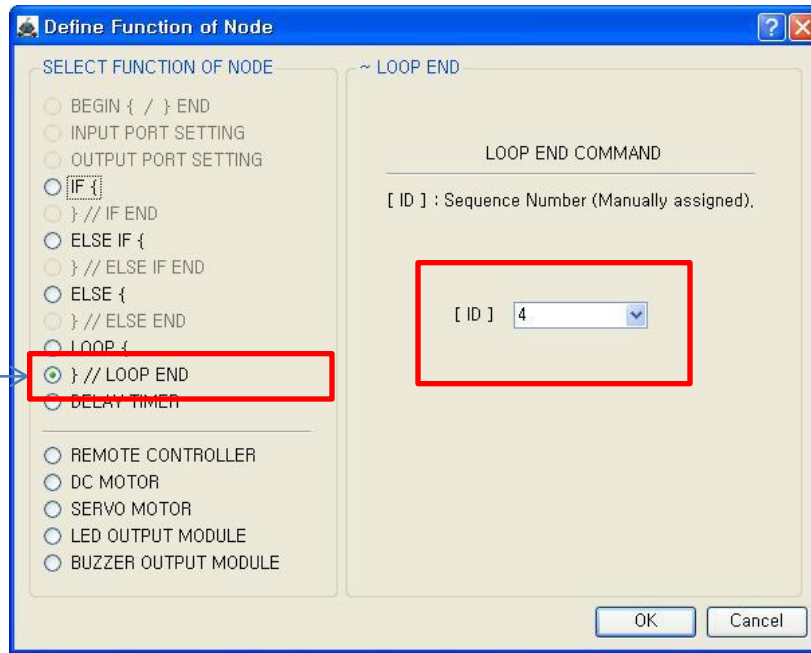 Define Function of Node
SELECT FUNCTION OF NODE
BEGIN { / } END
INPUT PORT SETTING
OUTPUT PORT SETTING
IF {
} // IF END
ELSE IF {
} // ELSE IF END
ELSE {
} // ELSE END
LOOP {
} // LOOP END
DELAY TIMER
REMOTE CONTROLLER
DC MOTOR
SERVO MOTOR
LED OUTPUT MODULE
BUZZER OUTPUT MODULE
~ LOOP END
LOOP END COMMAND
[ ID ] : Sequence Number (Manually assigned),
[ ID ] 4
OK Cancel